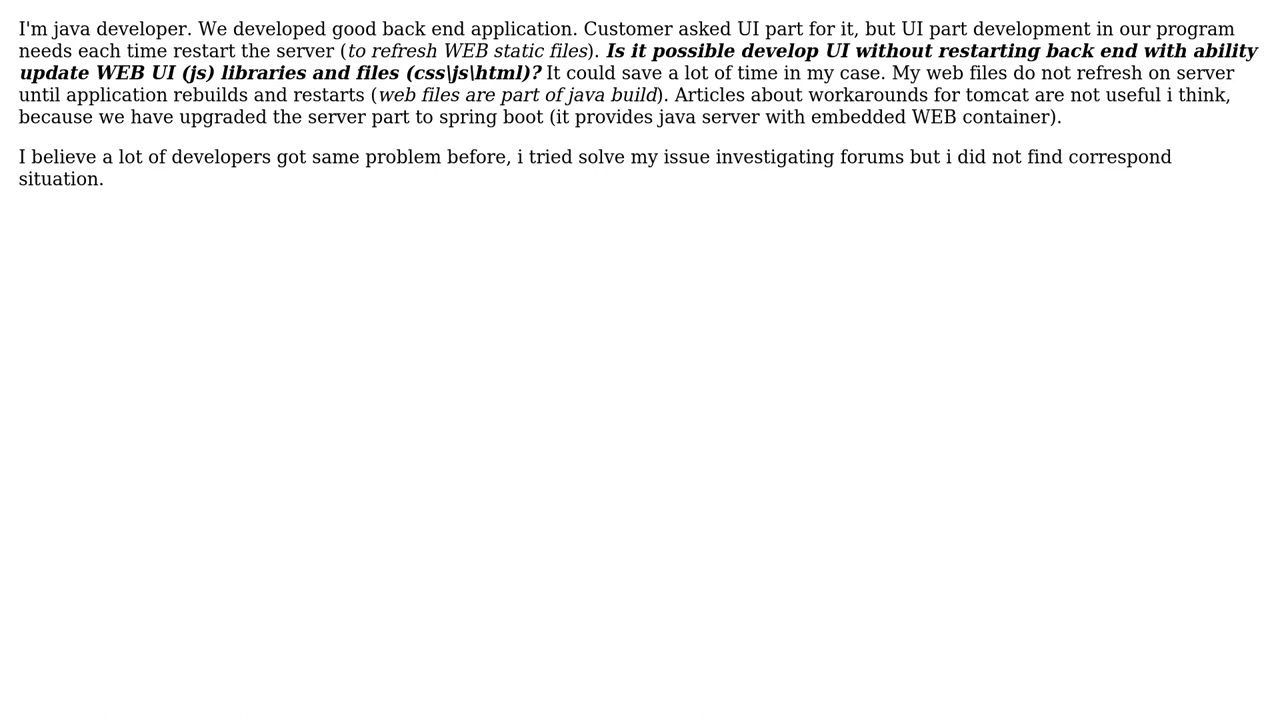 I'm java developer. We developed good back end application. Customer asked UI part for it, but UI part development in our program
needs each time restart the server (to refresh WEB static files). Is it possible develop UI without restarting back end with ability
update WEB UI (js) libraries and files (css\js\html)? It could save a lot of time in my case. My web files do not refresh on server
until application rebuilds and restarts (web files are part of java build). Articles about workarounds for tomcat are not useful i think,
because we have upgraded the server part to spring boot (it provides java server with embedded WEB container).
I believe a lot of developers got same problem before, i tried solve my issue investigating forums but i did not find correspond
situation.